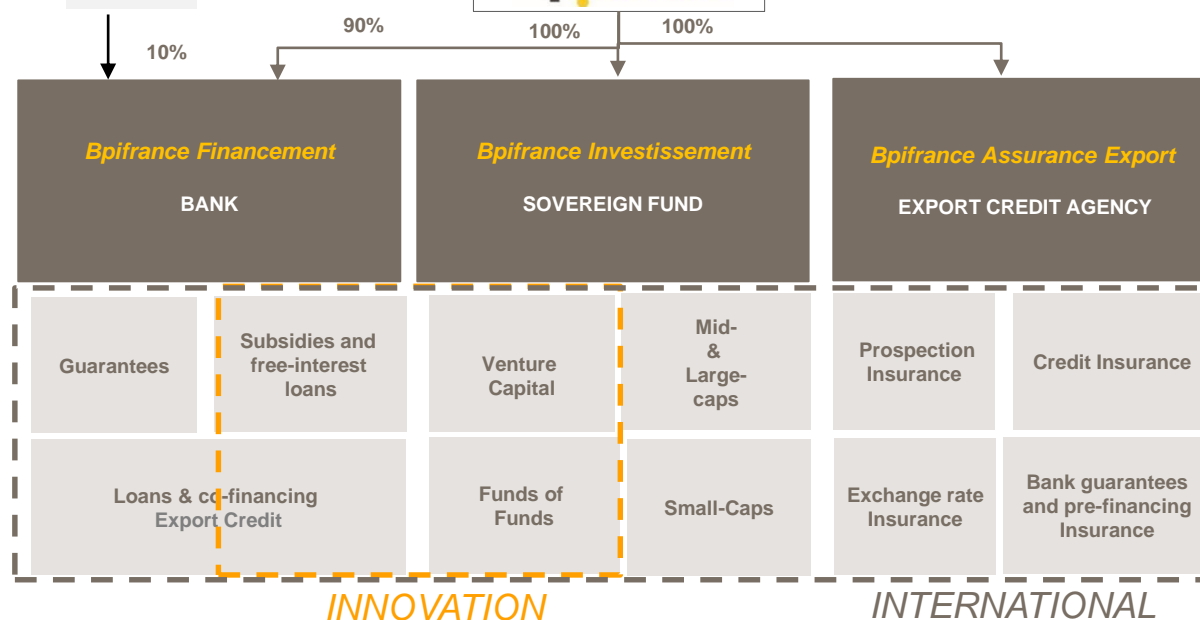 90%
100%
100%
10%
Bpifrance Financement
BANK
Bpifrance Investissement
SOVEREIGN FUND
Bpifrance Assurance Export
EXPORT CREDIT AGENCY
Guarantees
Subsidies and
free-interest
loans
Venture
Capital
Mid-
&
Large-
caps
Prospection
Insurance
Credit Insurance
Loans & co-financing
Export Credit
Funds of
Funds
Small-Caps
Exchange rate
Insurance
Bank guarantees
and pre-financing
Insurance
INNOVATION
INTERNATIONAL